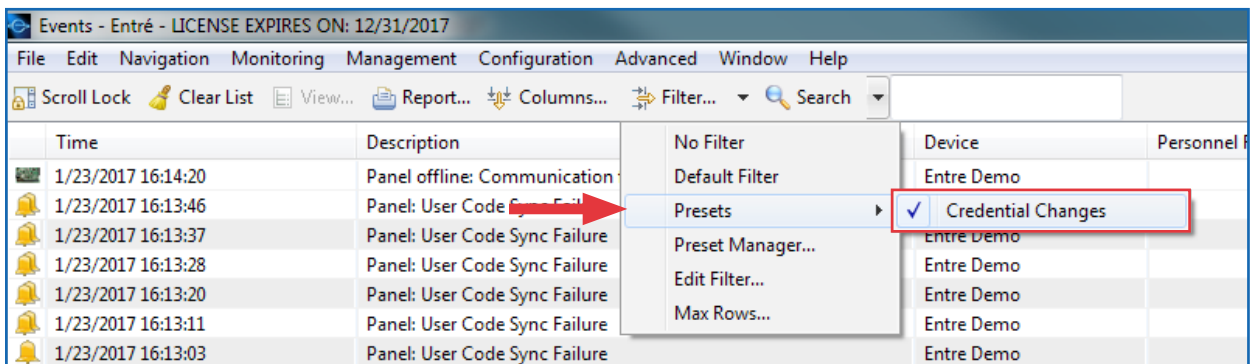 Events - Entré - LICENSE EXPIRES ON: 12/31/2017
File Edit Navigation Monitoring Management Configuration Advanced Window Help
Scroll Lock Clear List View... Report... Columns... Filter... Search
Time Description Device Personnel
No Filter
1/23/2017 16:14:20 Panel offline: Communication Default Filter Entre Demo
1/23/2017 16:13:46 Panel: User Code Presets Credential Changes
1/23/2017 16:13:37 Panel: User Code Sync Failure Entre Demo
Preset Manager...
1/23/2017 16:13:28 Panel: User Code Sync Failure Entre Demo
Edit Filter...
1/23/2017 16:13:20 Panel: User Code Sync Failure Entre Demo
Max Rows...
1/23/2017 16:13:11 Panel: User Code Sync Failure Entre Demo
1/23/2017 16:13:03 Panel: User Code Sync Failure Entre Demo